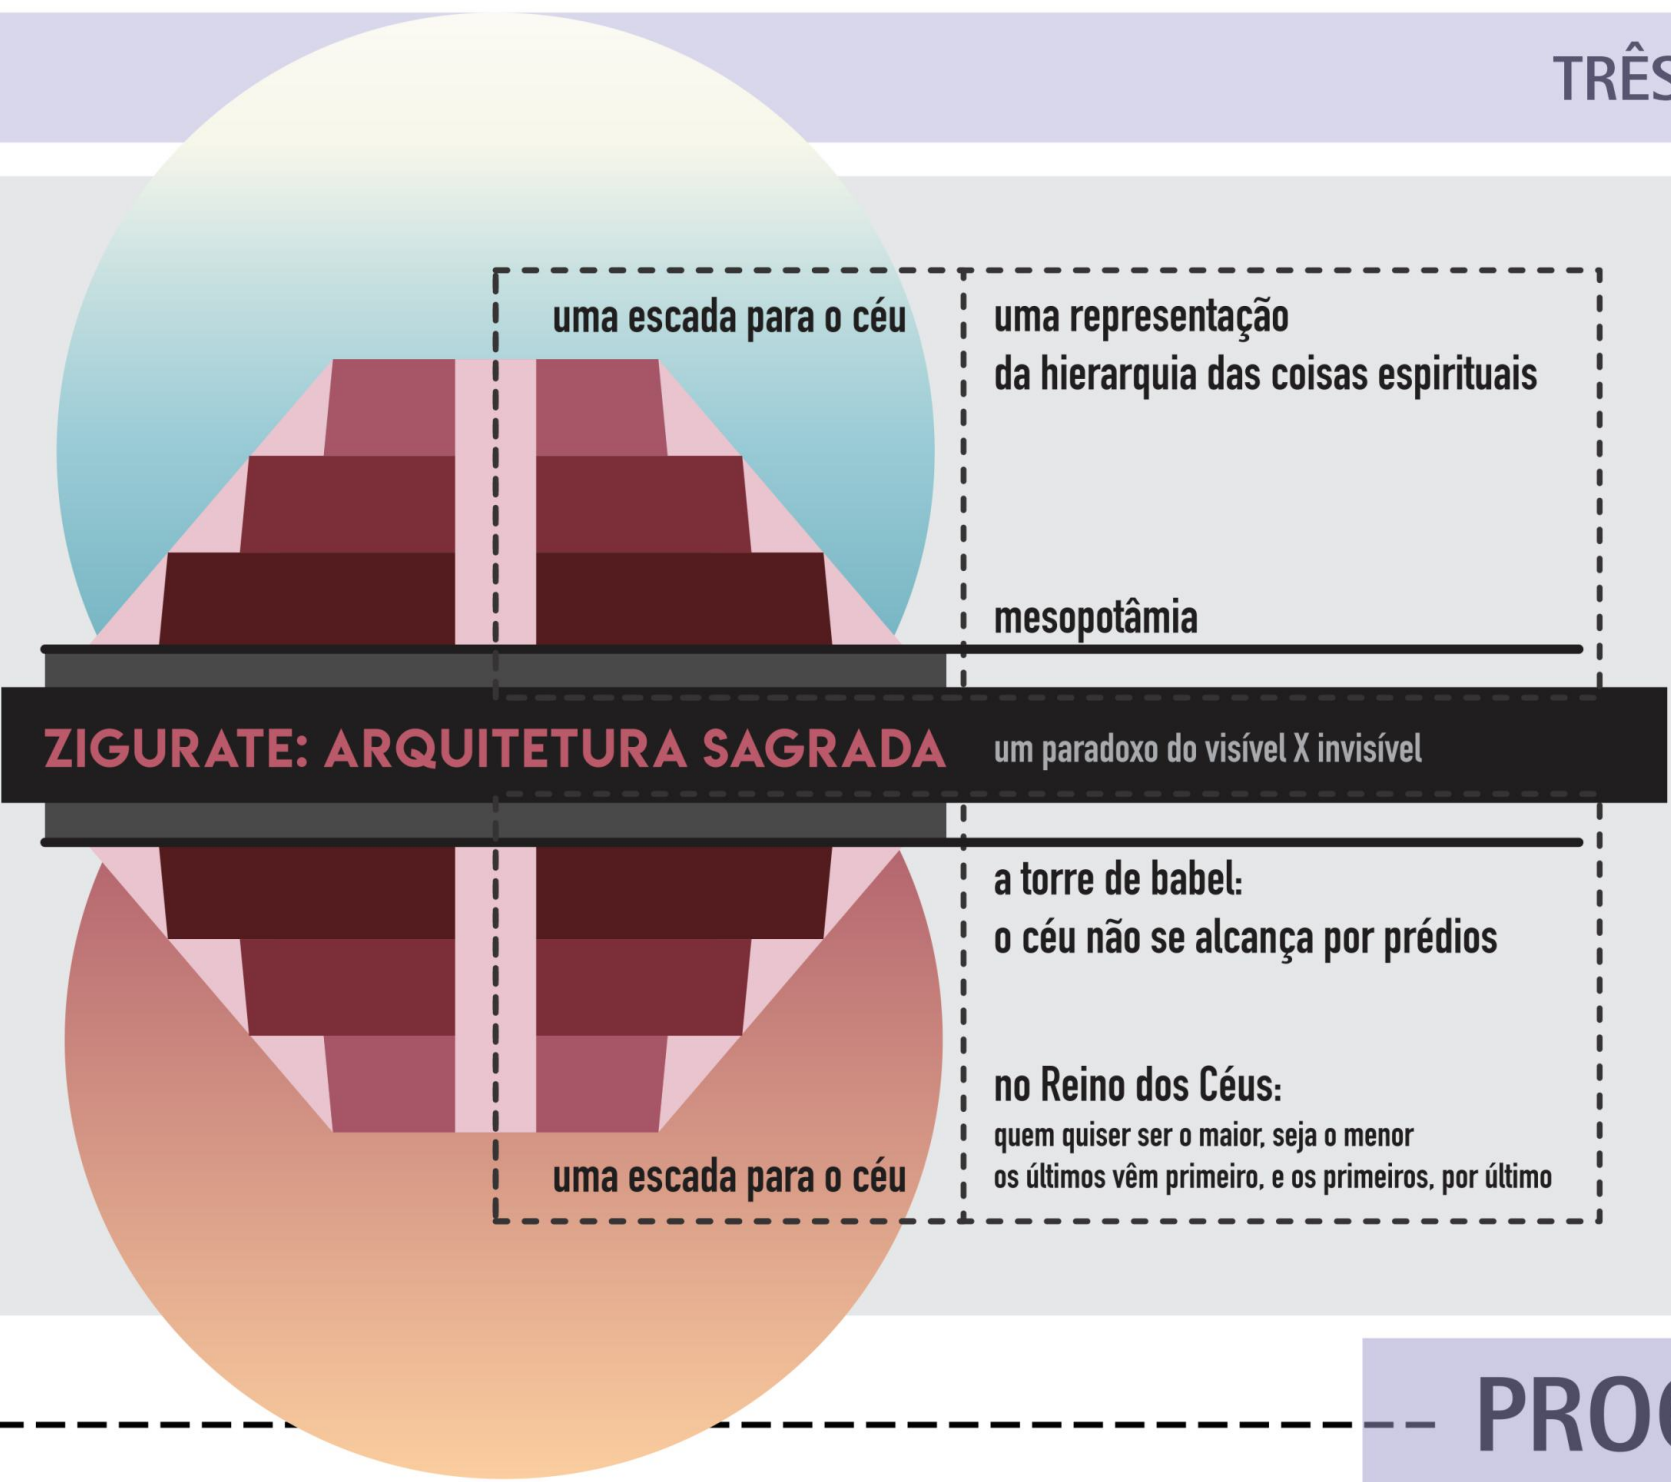 TRÊS
uma escada para o céu
uma representação
da hierarquia das coisas espirituais
mesopotâmia
ZIGURATE: ARQUITETURA SAGRADA
um paradoxo do visível X invisível
a torre de babel:
o céu não se alcança por prédios
no Reino dos Céus:
quem quiser ser o maior, seja o menor
os últimos vêm primeiro, e os primeiros, por último
uma escada para o céu